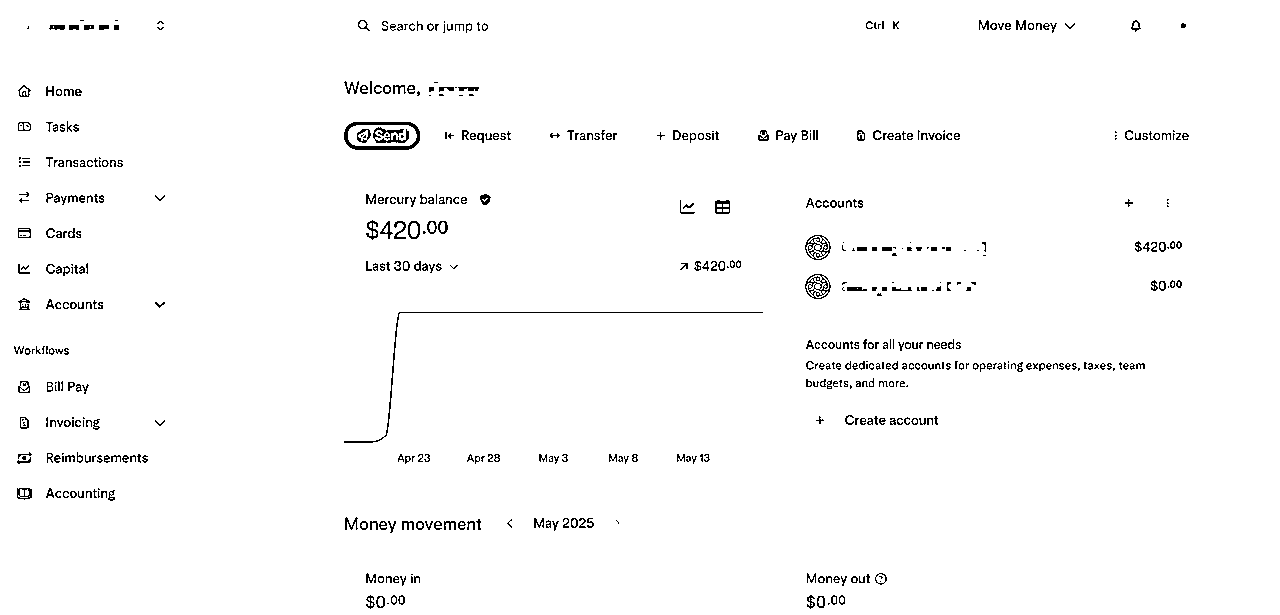 Search or jump to
Ctrl K
Move Money
Home
Tasks
Transactions
Payments
Cards
Capital
Accounts
Workflows
Bill Pay
Invoicing
Reimbursements
Accounting
Welcome,
Send
Request
Transfer
Deposit
Pay Bill
Create Invoice
Customize
Mercury balance
$420.00
Last 30 days
$420.00
Apr 23
Apr 28
May 3
May 8
May 13
Accounts
$420.00
$0.00
Accounts for all your needs
Create dedicated accounts for operating expenses, taxes, team
budgets, and more.
Create account
Money movement
May 2025
Money in
$0.00
Money out
$0.00